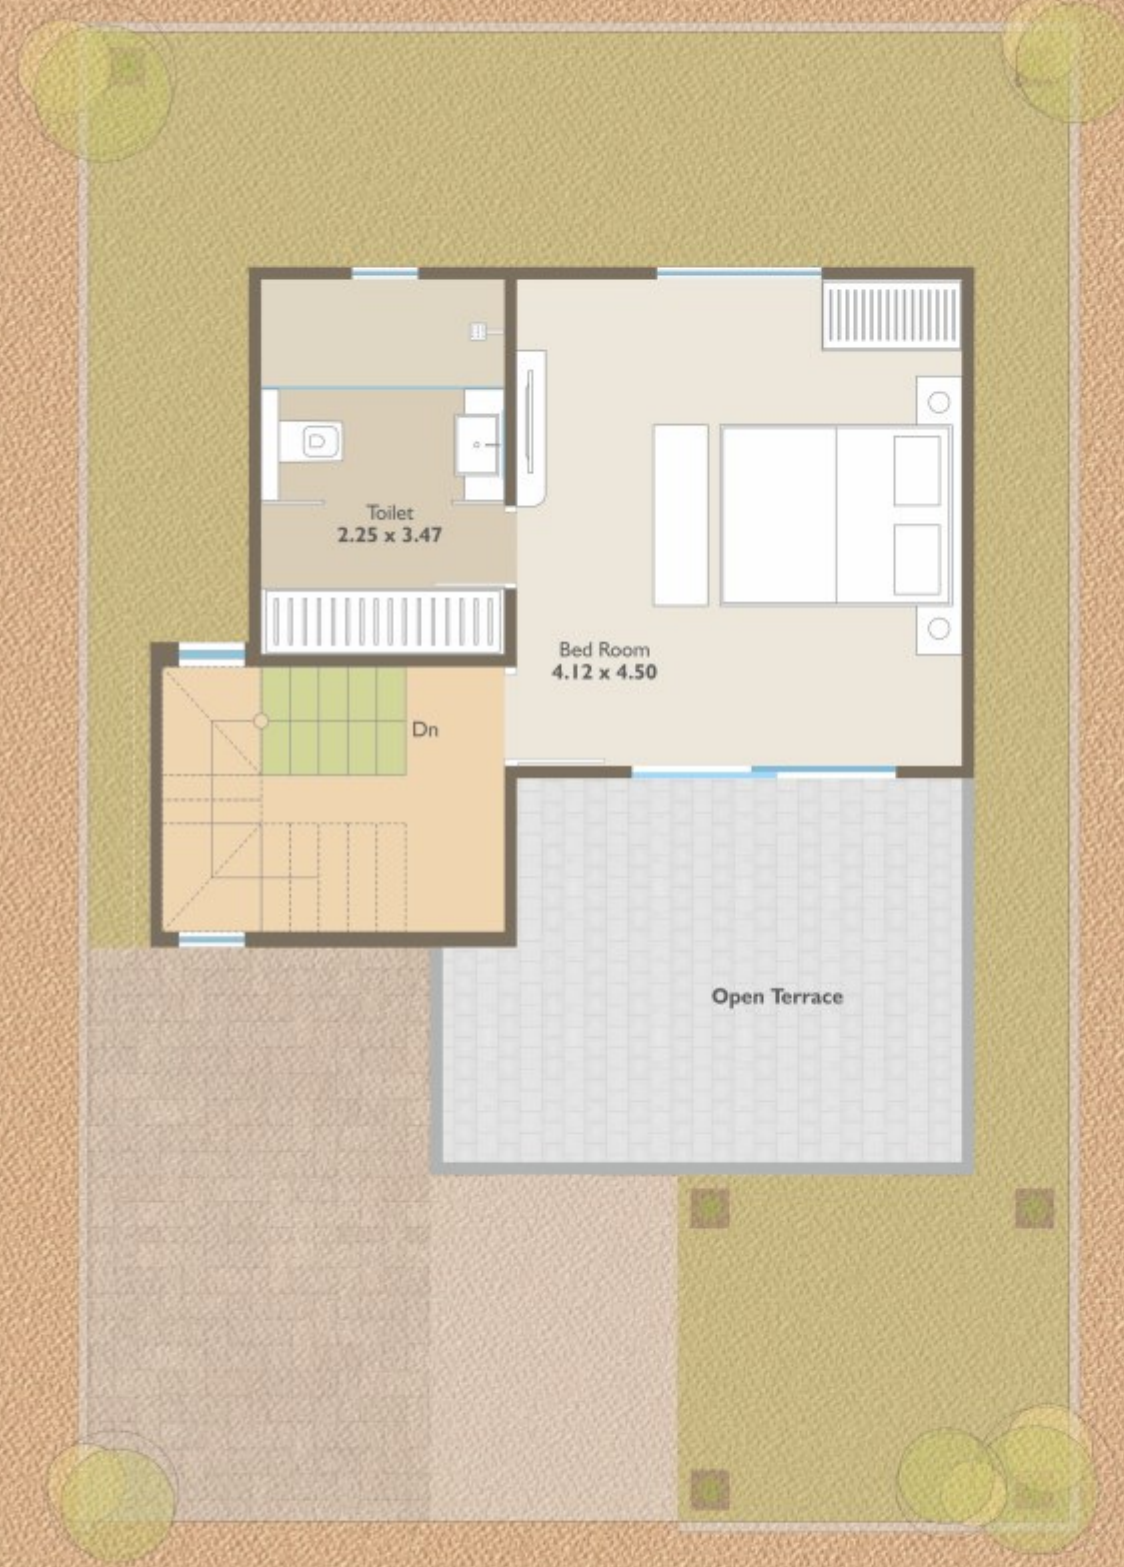 Toilet
2.25 x 3.47
Bed Room
4.12 x 4.50
Dn
Open Terrace